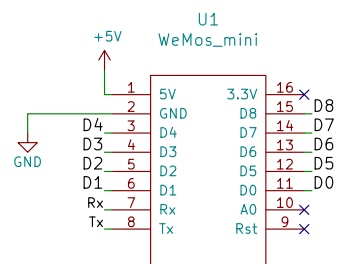 U1
WeMos_mini
+5V
1 5V 3.3V 16
2 GND D8 15 D8
D4 3 D4 D7 14 D7
D3 4 D3 D6 13 D6
GND
D2 5 D2 D5 12 D5
D1 6 D1 D0 11 D0
Rx 7 Rx A0 10
Tx 8 Tx Rst 9